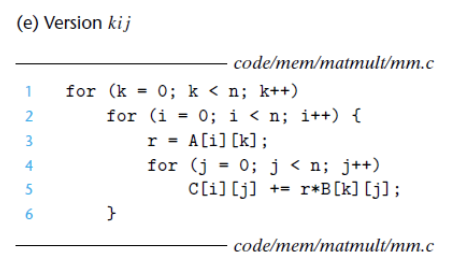 (e) Version kij
code/mem/matmult/mm.c
1 for (k = 0; k < n; k++)
2 for (i = 0; i < n; i++) {
3 r = A[i][k];
4 for (j = 0; j < n; j++)
5 C[i][j] += r*B[k][j];
6 }
code/mem/matmult/mm.c